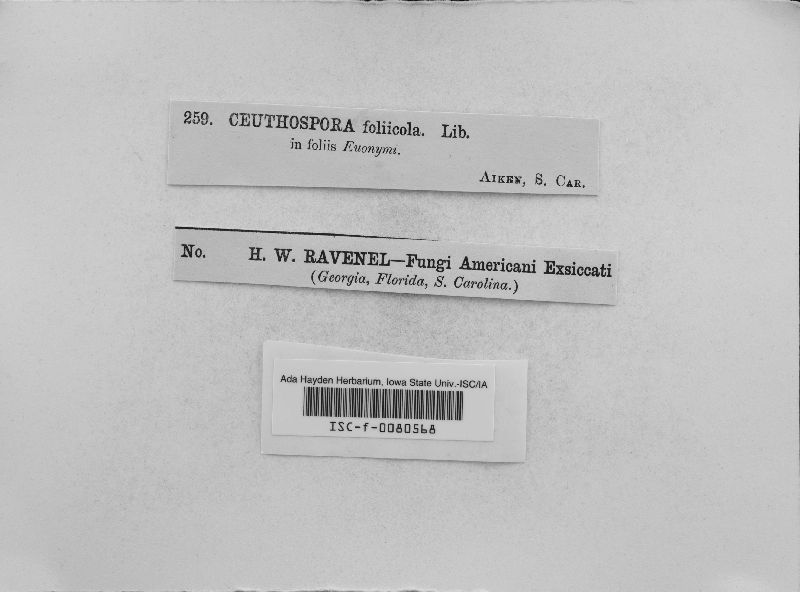 259. CEUTHOSPORA foliicola. Lib.
in foliis Euonymi.
AIKEN, S. CAR.
No. H. W. RAVENEL—Fungi Americani Exsiccati
(Georgia, Florida, S. Carolina.)
Ada Hayden Herbarium, Iowa State Univ.-ISC/IA
ISC-f-0080568